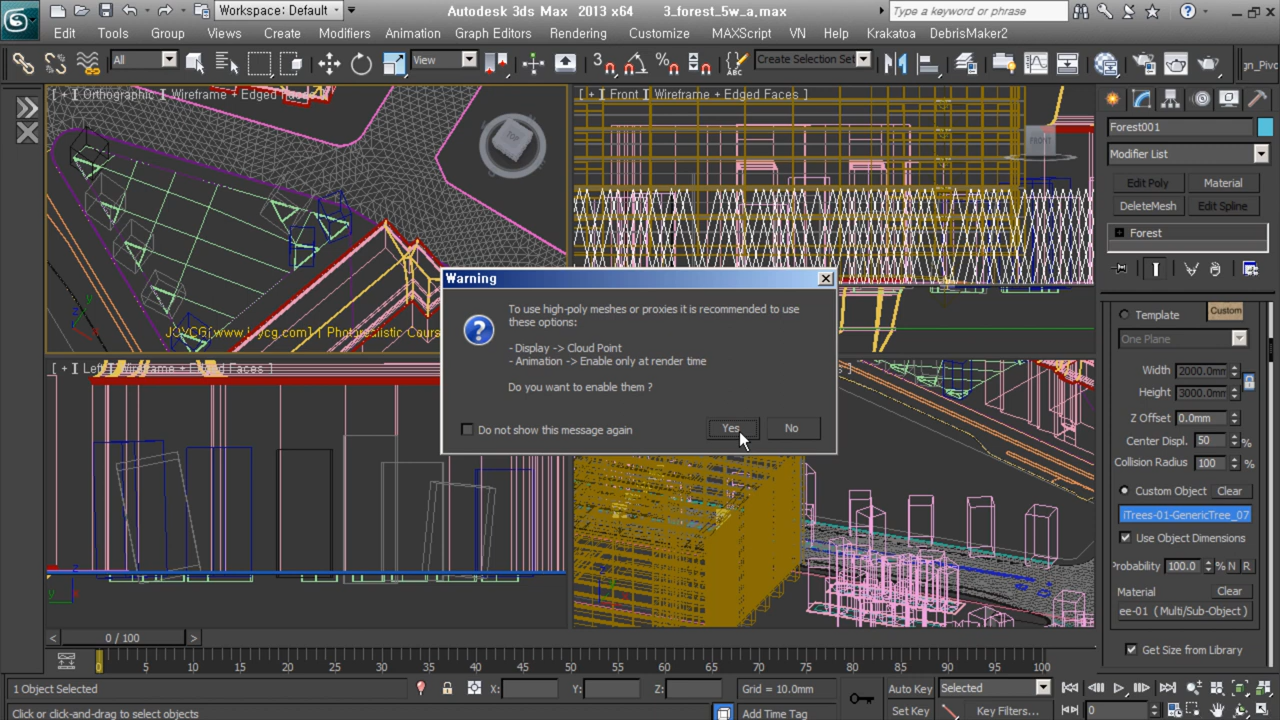 Workspace: Default
Autodesk 3ds Max 2013 x64 3_forest_5w_a.max
Type a keyword or phrase
Edit Tools Group Views Create Modifiers Animation Graph Editors Rendering Customize MAXScript VN Help Krakatoa DebrisMaker2
All
View
3
Create Selection Set
[ + ] Orthographic ] Wireframe + Edged Faces
[ + ] Front ] Wireframe + Edged Faces ]
TOP
FRONT
Forest001
Modifier List
Edit Poly Material
DeleteMesh Edit Spline
Forest
Warning
To use high-poly meshes or proxies it is recommended to use
these options:
- Display -> Cloud Point
- Animation -> Enable only at render time
Do you want to enable them ?
Do not show this message again
Yes No
Template Custom
One Plane
Width 2000.0mm
Height 3000.0mm
Z Offset 0.0mm
Center Displ. 50 %
Collision Radius 100 %
Custom Object Clear
iTrees-01-GenericTree_07
Use Object Dimensions
Probability 100.0 % N R
Material Clear
ee-01 ( Multi/Sub-Object )
Get Size from Library
[ + ] Left ] Wireframe + Edged Faces ]
< 0 / 100 >
0 5 10 15 20 25 30 35 40 45 50 55 60 65 70 75 80 85 90 95 100
1 Object Selected X: Y: Z: Grid = 10.0mm Auto Key Selected
Click or click-and-drag to select objects Add Time Tag Set Key Key Filters... 0